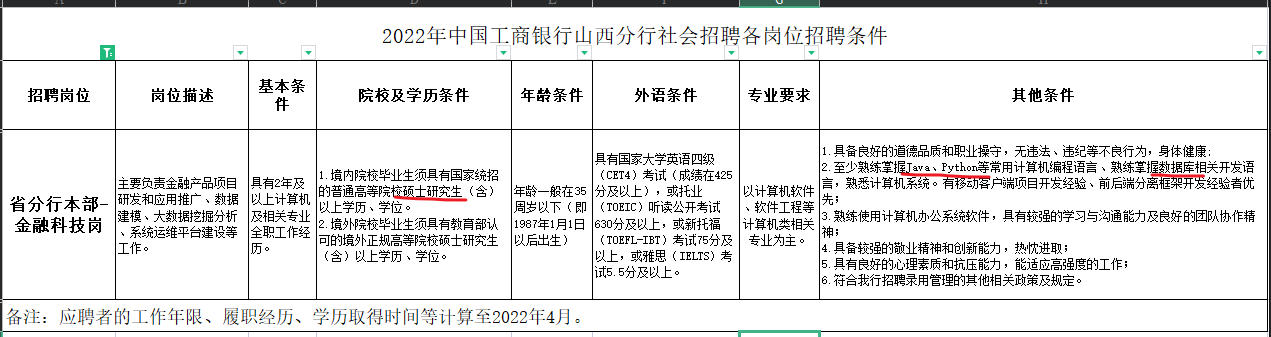 A B C D E F G H
2022年中国工商银行山西分行社会招聘各岗位招聘条件
招聘岗位
岗位描述
基本条
件
院校及学历条件
年龄条件
外语条件
专业要求
其他条件
省分行本部-
金融科技岗
主要负责金融产品项目
研发和应用推广、数据
建模、大数据挖掘分析
、系统运维平台建设等
工作。
具有2年及
以上计算机
及相关专业
全职工作经
历。
1.境内院校毕业生须具有国家统招
的普通高等院校硕士研究生（含）
以上学历、学位。
2.境外院校毕业生须具有教育部认
可的境外正规高等院校硕士研究生
（含）以上学历、学位。
年龄一般在35
周岁以下（即
1987年1月1日
以后出生）
具有国家大学英语四级
（CET4）考试（成绩在425
分及以上），或托业
（TOEIC）听读公开考试
630分及以上，或新托福
（TOEFL-IBT）考试75分及
以上，或雅思（IELTS）考
试5.5分及以上。
以计算机软件
、软件工程等
计算机类相关
专业为主。
1.具备良好的道德品质和职业操守，无违法、违纪等不良行为，身体健康；
2.至少熟练掌握Java、Python等常用计算机编程语言、熟练掌握数据库相关开发语
言，熟悉计算机系统。有移动客户端项目开发经验、前后端分离框架开发经验者优
先；
3.熟练使用计算机办公系统软件，具有较强的学习与沟通能力及良好的团队协作精
神；
4.具备较强的敬业精神和创新能力，热忱进取；
5.具有良好的心理素质和抗压能力，能适应高强度的工作；
6.符合我行招聘录用管理的其他相关政策及规定。
备注：应聘者的工作年限、履职经历、学历取得时间等计算至2022年4月。